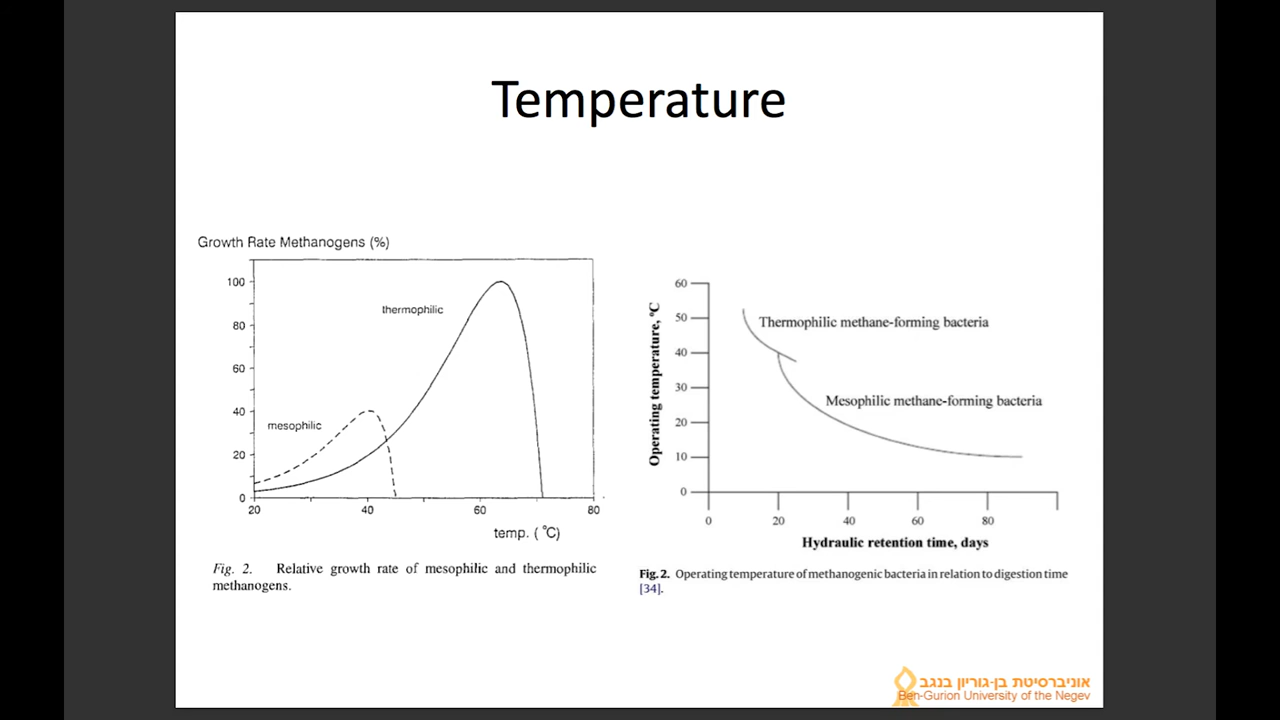 Temperature
Growth Rate Methanogens (%)
100
80
60
40
20
0
thermophilic
mesophilic
20
40
60
80
temp. ( °C)
Fig. 2. Relative growth rate of mesophilic and thermophilic
methanogens.
Operating temperature, °C
60
50
40
30
20
10
0
Thermophilic methane-forming bacteria
Mesophilic methane-forming bacteria
0
20
40
60
80
Hydraulic retention time, days
Fig. 2. Operating temperature of methanogenic bacteria in relation to digestion time
[34].
אוניברסיטת בן-גוריון בנגב
Ben-Gurion University of the Negev